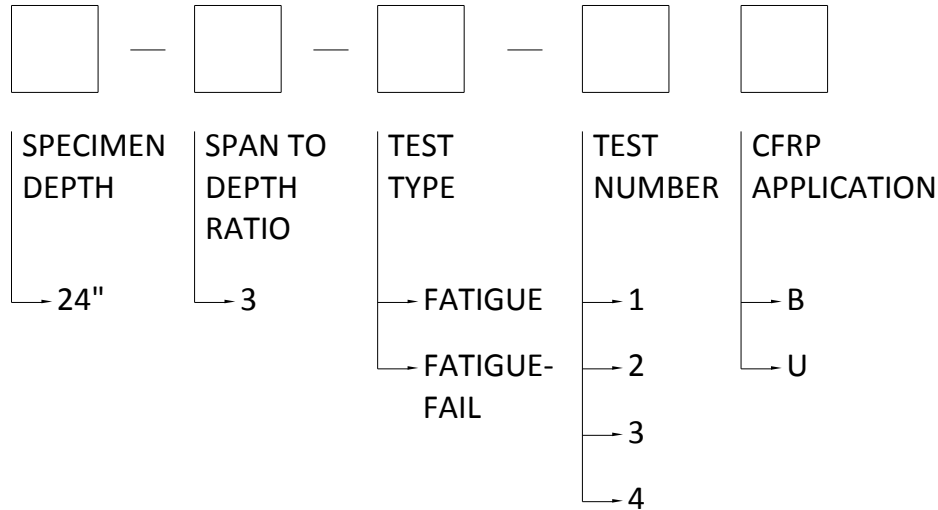 SPECIMEN DEPTH
SPAN TO DEPTH RATIO
TEST TYPE
TEST NUMBER
CFRP APPLICATION
24"
3
FATIGUE
FATIGUE-
FAIL
1
2
3
4
B
U